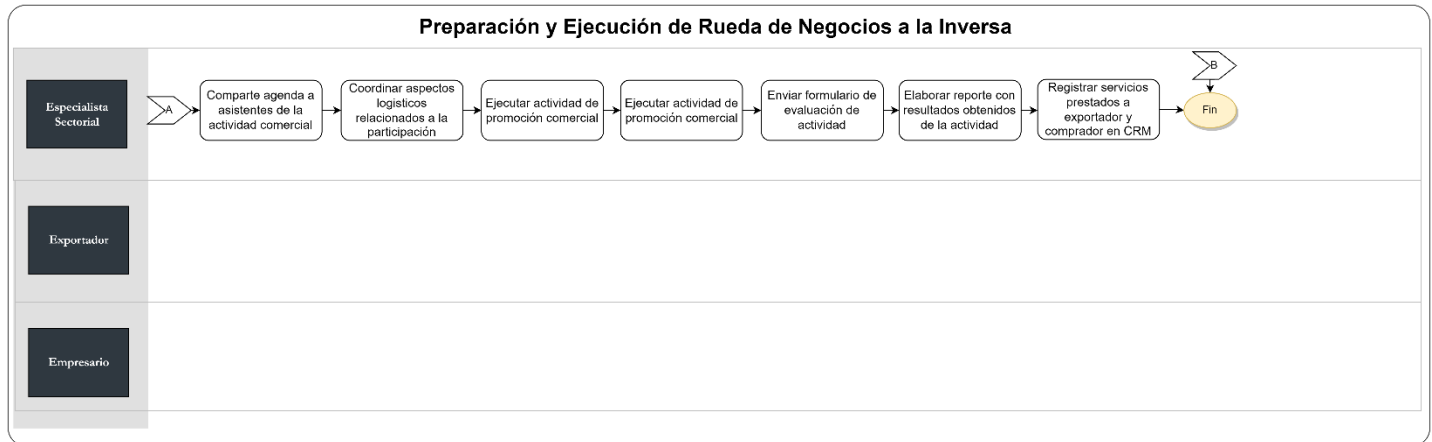 Preparación y Ejecución de Rueda de Negocios a la Inversa
Especialista
Sectorial
A
Comparte agenda a
asistentes de la
actividad comercial
Coordinar aspectos
logisticos
relacionados a la
participación
Ejecutar actividad de
promoción comercial
Ejecutar actividad de
promoción comercial
Enviar formulario de
evaluación de
actividad
Elaborar reporte con
resultados obtenidos
de la actividad
Registrar servicios
prestados a
exportador y
comprador en CRM
B
Fin
Exportador
Empresario